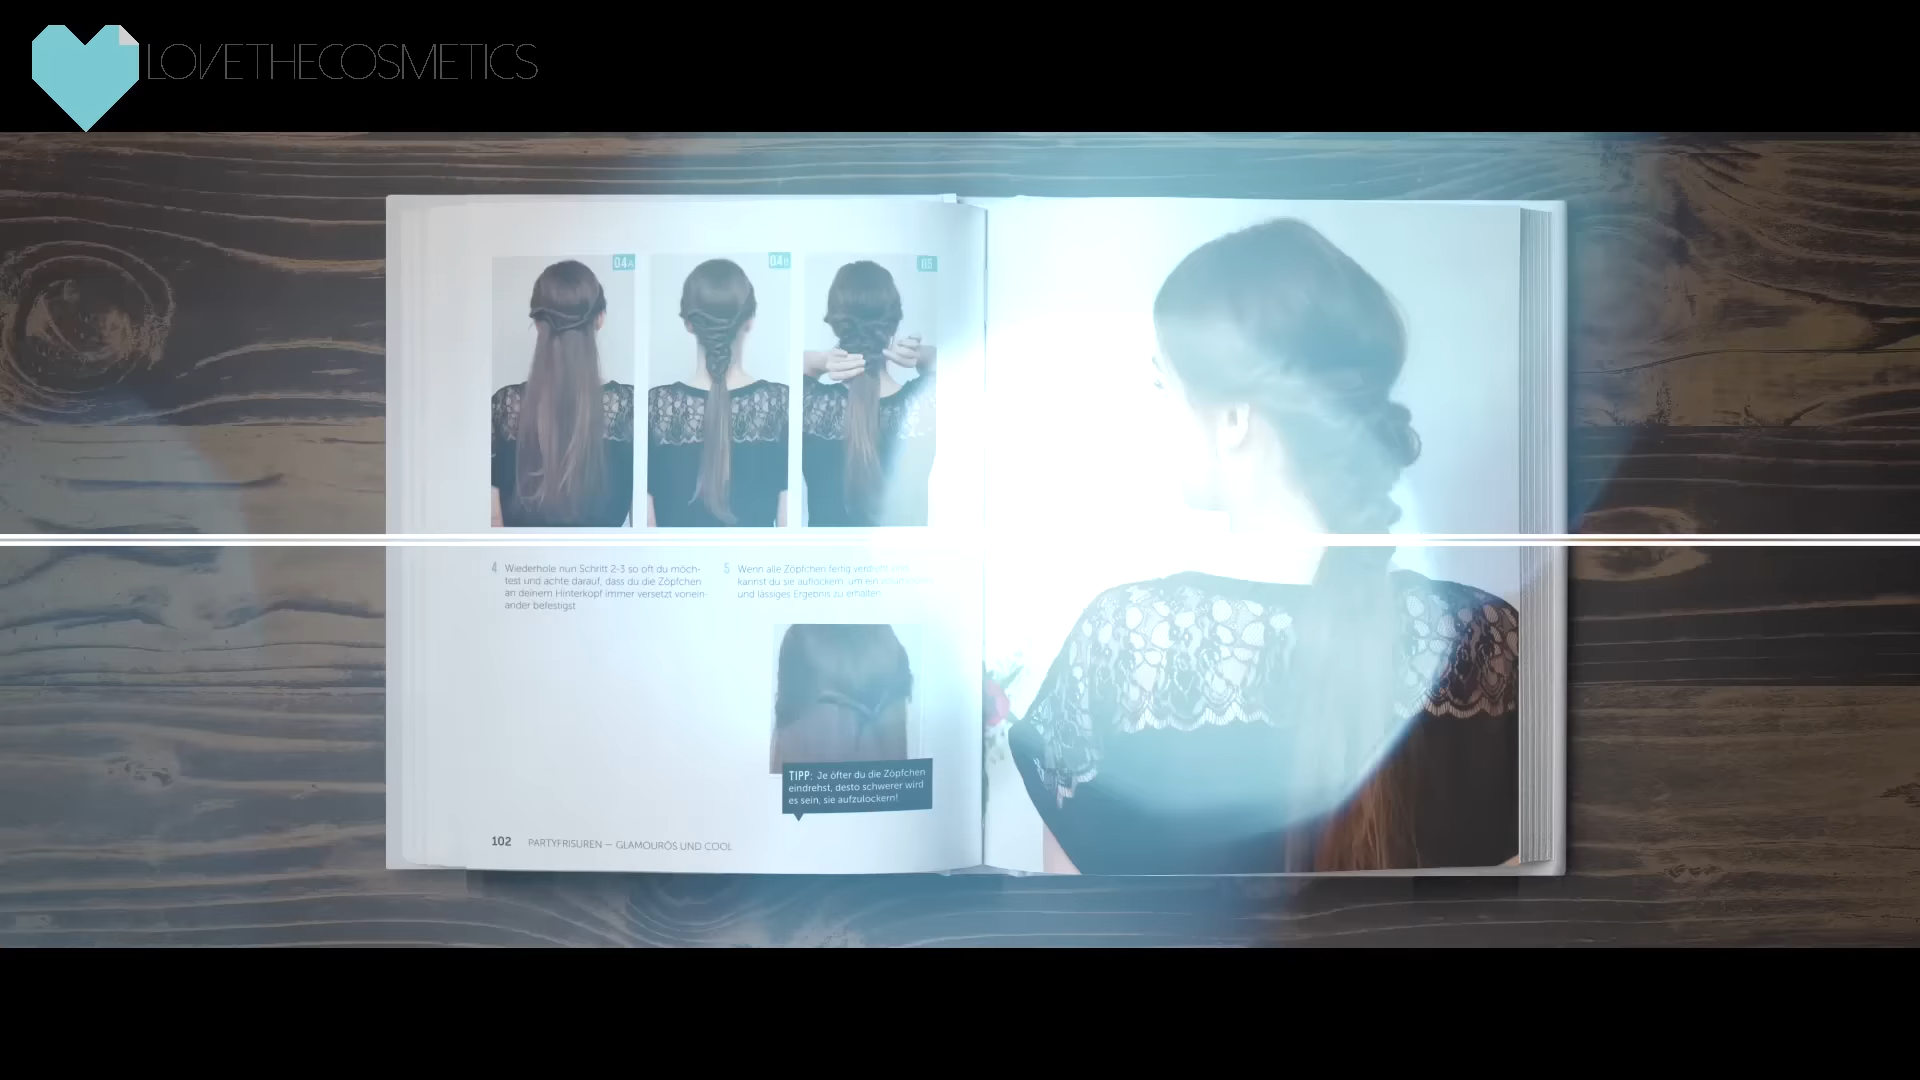 LOVETHECOSMETICS
04A
04B
05
4 Wiederhole nun Schritt 2-3 so oft du möch-
test und achte darauf, dass du die Zöpfchen
an deinem Hinterkopf immer versetzt vonein-
ander befestigst
5 Wenn alle Zöpfchen fertig
kannst du sie auflockern, um ein
und lässiges Ergebnis zu erhalten.
TIPP: Je öfter du die Zöpfchen
eindrehst, desto schwerer wird
es sein, sie aufzulockern!
102 PARTYFRISUREN — GLAMOURÖS UND COOL